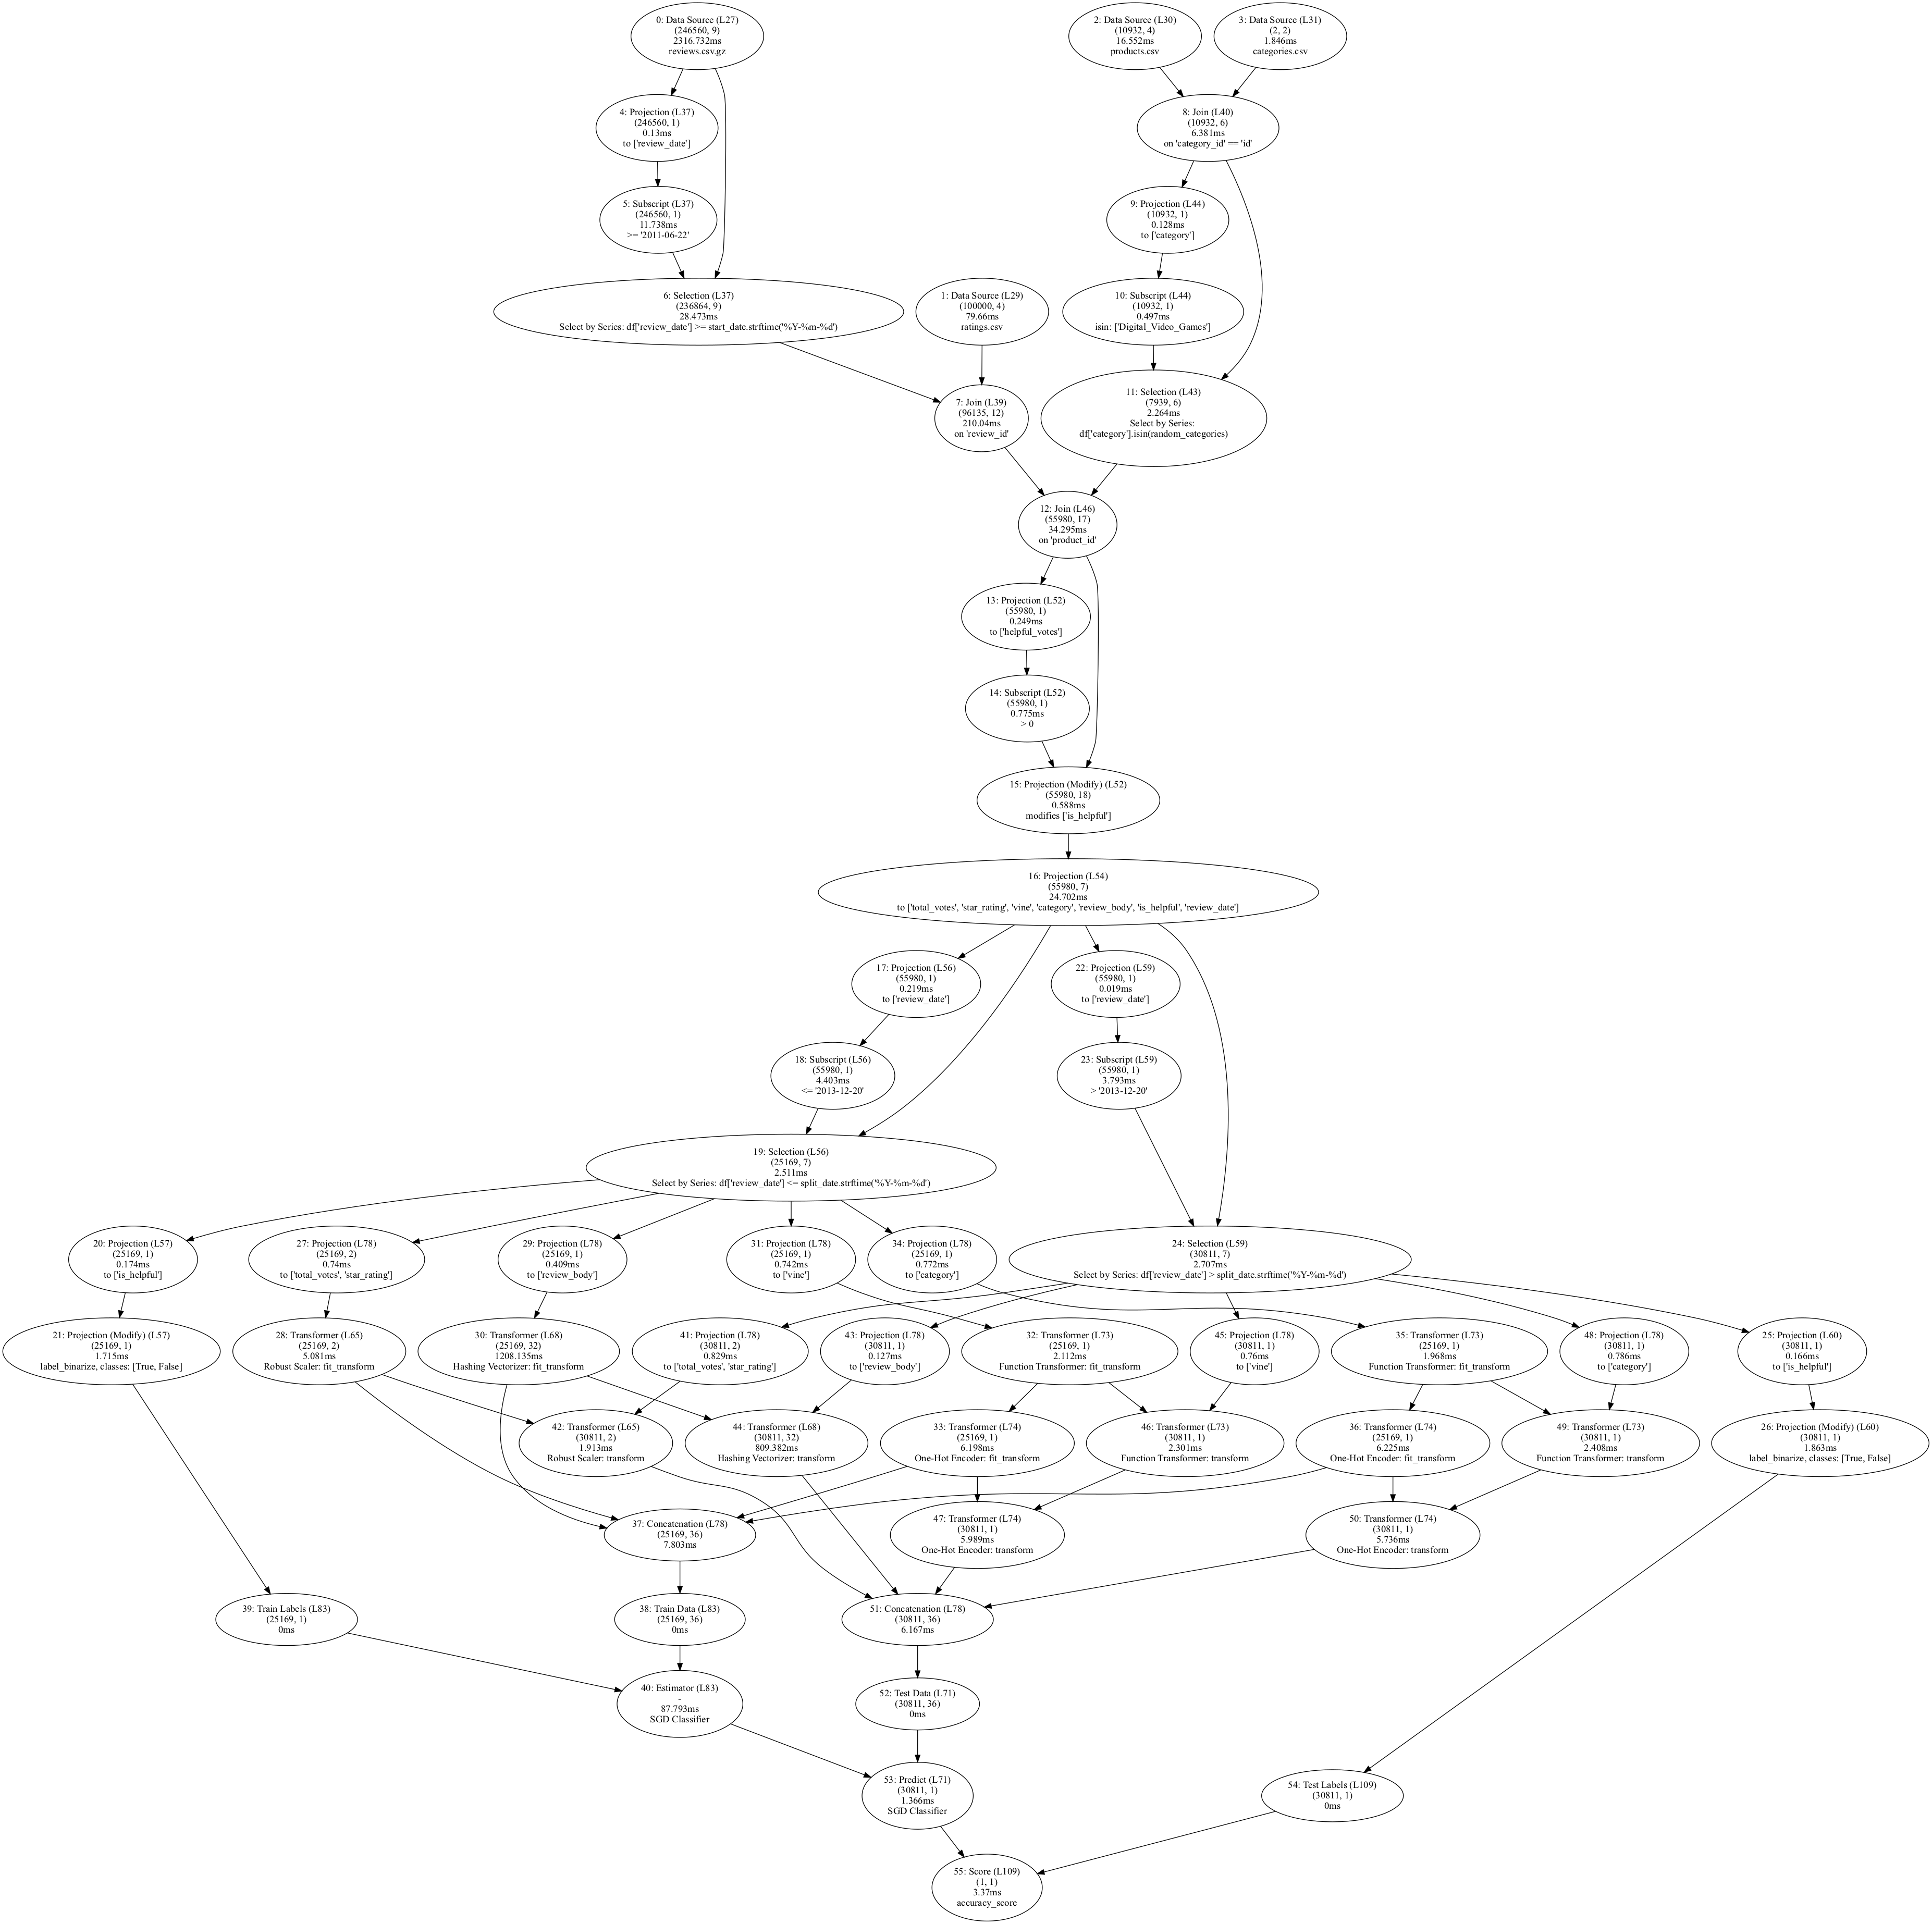 0: Data Source (L27)
(246560, 9)
2316.732ms
reviews.csv.gz
2: Data Source (L30)
(10932, 4)
16.552ms
products.csv
3: Data Source (L31)
(2, 2)
1.846ms
categories.csv
4: Projection (L37)
(246560, 1)
0.13ms
to ['review_date']
8: Join (L40)
(10932, 6)
6.381ms
on 'category_id' == 'id'
5: Subscript (L37)
(246560, 1)
11.738ms
>= '2011-06-22'
9: Projection (L44)
(10932, 1)
0.128ms
to ['category']
6: Selection (L37)
(236864, 9)
28.473ms
Select by Series: df['review_date'] >= start_date.strftime('%Y-%m-%d')
1: Data Source (L29)
(100000, 4)
79.66ms
ratings.csv
10: Subscript (L44)
(10932, 1)
0.497ms
isin: ['Digital_Video_Games']
7: Join (L39)
(96135, 12)
210.04ms
on 'review_id'
11: Selection (L43)
(7939, 6)
2.264ms
Select by Series:
df['category'].isin(random_categories)
12: Join (L46)
(55980, 17)
34.295ms
on 'product_id'
13: Projection (L52)
(55980, 1)
0.249ms
to ['helpful_votes']
14: Subscript (L52)
(55980, 1)
0.775ms
> 0
15: Projection (Modify) (L52)
(55980, 18)
0.588ms
modifies ['is_helpful']
16: Projection (L54)
(55980, 7)
24.702ms
to ['total_votes', 'star_rating', 'vine', 'category', 'review_body', 'is_helpful', 'review_date']
17: Projection (L56)
(55980, 1)
0.219ms
to ['review_date']
22: Projection (L59)
(55980, 1)
0.019ms
to ['review_date']
18: Subscript (L56)
(55980, 1)
4.403ms
<= '2013-12-20'
23: Subscript (L59)
(55980, 1)
3.793ms
> '2013-12-20'
19: Selection (L56)
(25169, 7)
2.511ms
Select by Series: df['review_date'] <= split_date.strftime('%Y-%m-%d')
20: Projection (L57)
(25169, 1)
0.174ms
to ['is_helpful']
27: Projection (L78)
(25169, 2)
0.74ms
to ['total_votes', 'star_rating']
29: Projection (L78)
(25169, 1)
0.409ms
to ['review_body']
31: Projection (L78)
(25169, 1)
0.742ms
to ['vine']
34: Projection (L78)
(25169, 1)
0.772ms
to ['category']
24: Selection (L59)
(30811, 7)
2.707ms
Select by Series: df['review_date'] > split_date.strftime('%Y-%m-%d')
21: Projection (Modify) (L57)
(25169, 1)
1.715ms
label_binarize, classes: [True, False]
28: Transformer (L65)
(25169, 2)
5.081ms
Robust Scaler: fit_transform
30: Transformer (L68)
(25169, 32)
1208.135ms
Hashing Vectorizer: fit_transform
41: Projection (L78)
(30811, 2)
0.829ms
to ['total_votes', 'star_rating']
43: Projection (L78)
(30811, 1)
0.127ms
to ['review_body']
32: Transformer (L73)
(25169, 1)
2.112ms
Function Transformer: fit_transform
45: Projection (L78)
(30811, 1)
0.76ms
to ['vine']
35: Transformer (L73)
(25169, 1)
1.968ms
Function Transformer: fit_transform
48: Projection (L78)
(30811, 1)
0.786ms
to ['category']
25: Projection (L60)
(30811, 1)
0.166ms
to ['is_helpful']
42: Transformer (L65)
(30811, 2)
1.913ms
Robust Scaler: transform
44: Transformer (L68)
(30811, 32)
809.382ms
Hashing Vectorizer: transform
33: Transformer (L74)
(25169, 1)
6.198ms
One-Hot Encoder: fit_transform
46: Transformer (L73)
(30811, 1)
2.301ms
Function Transformer: transform
36: Transformer (L74)
(25169, 1)
6.225ms
One-Hot Encoder: fit_transform
49: Transformer (L73)
(30811, 1)
2.408ms
Function Transformer: transform
26: Projection (Modify) (L60)
(30811, 1)
1.863ms
label_binarize, classes: [True, False]
37: Concatenation (L78)
(25169, 36)
7.803ms
47: Transformer (L74)
(30811, 1)
5.989ms
One-Hot Encoder: transform
50: Transformer (L74)
(30811, 1)
5.736ms
One-Hot Encoder: transform
39: Train Labels (L83)
(25169, 1)
0ms
38: Train Data (L83)
(25169, 36)
0ms
51: Concatenation (L78)
(30811, 36)
6.167ms
40: Estimator (L83)
-
87.793ms
SGD Classifier
52: Test Data (L71)
(30811, 36)
0ms
53: Predict (L71)
(30811, 1)
1.366ms
SGD Classifier
54: Test Labels (L109)
(30811, 1)
0ms
55: Score (L109)
(1, 1)
3.37ms
accuracy_score